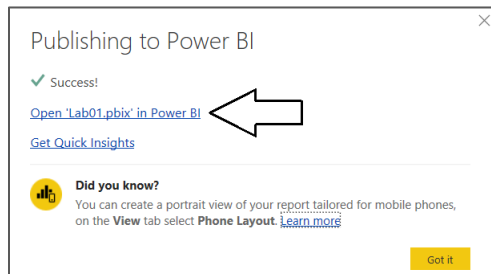 Publishing to Power BI
Success!
Open 'Lab01.pbix' in Power BI
Get Quick Insights
Did you know?
You can create a portrait view of your report tailored for mobile phones,
on the View tab select Phone Layout. Learn more
Got it